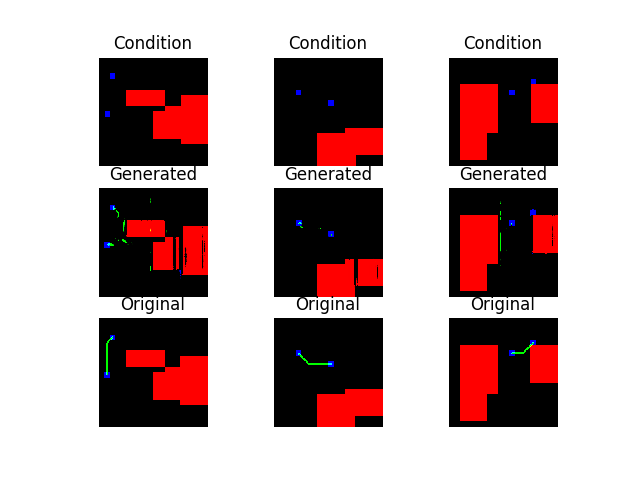 Condition Condition Condition
Generated Generated Generated
Original Original Original